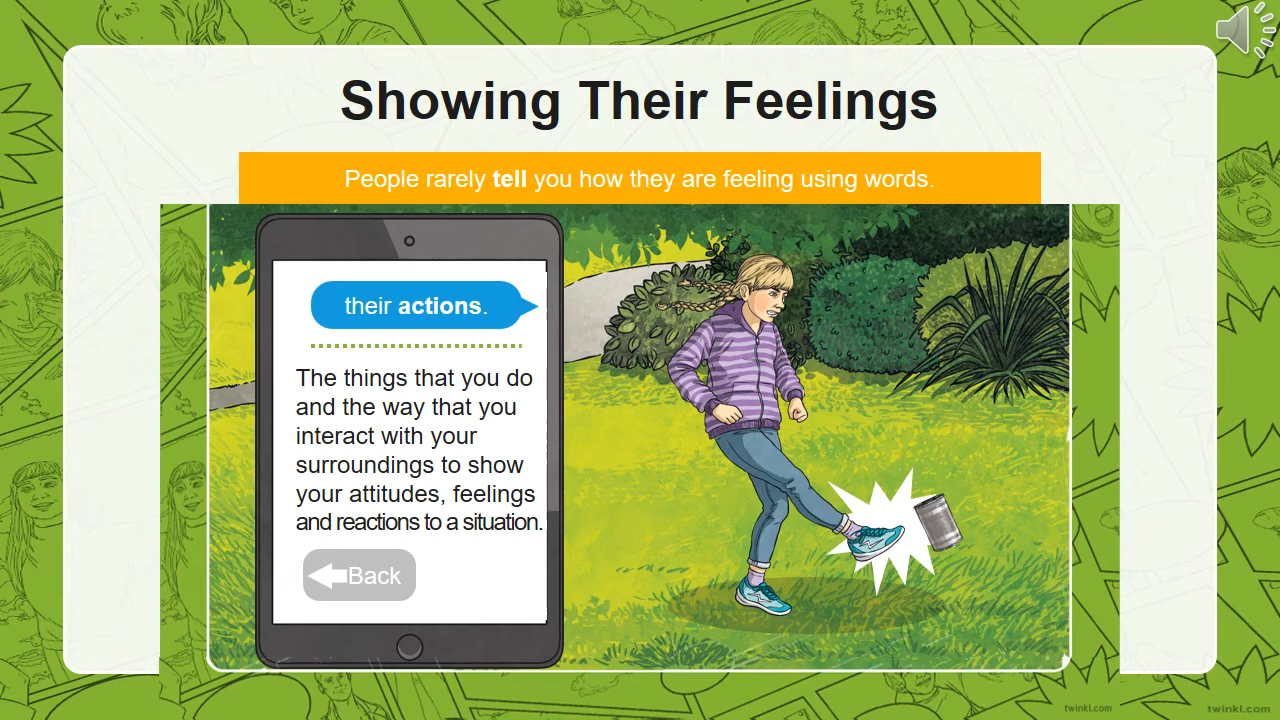 Showing Their Feelings
People rarely tell you how they are feeling using words.
their actions.
The things that you do
and the way that you
interact with your
surroundings to show
your attitudes, feelings
and reactions to a situation.
Back
twinkl.com
twinkl.com